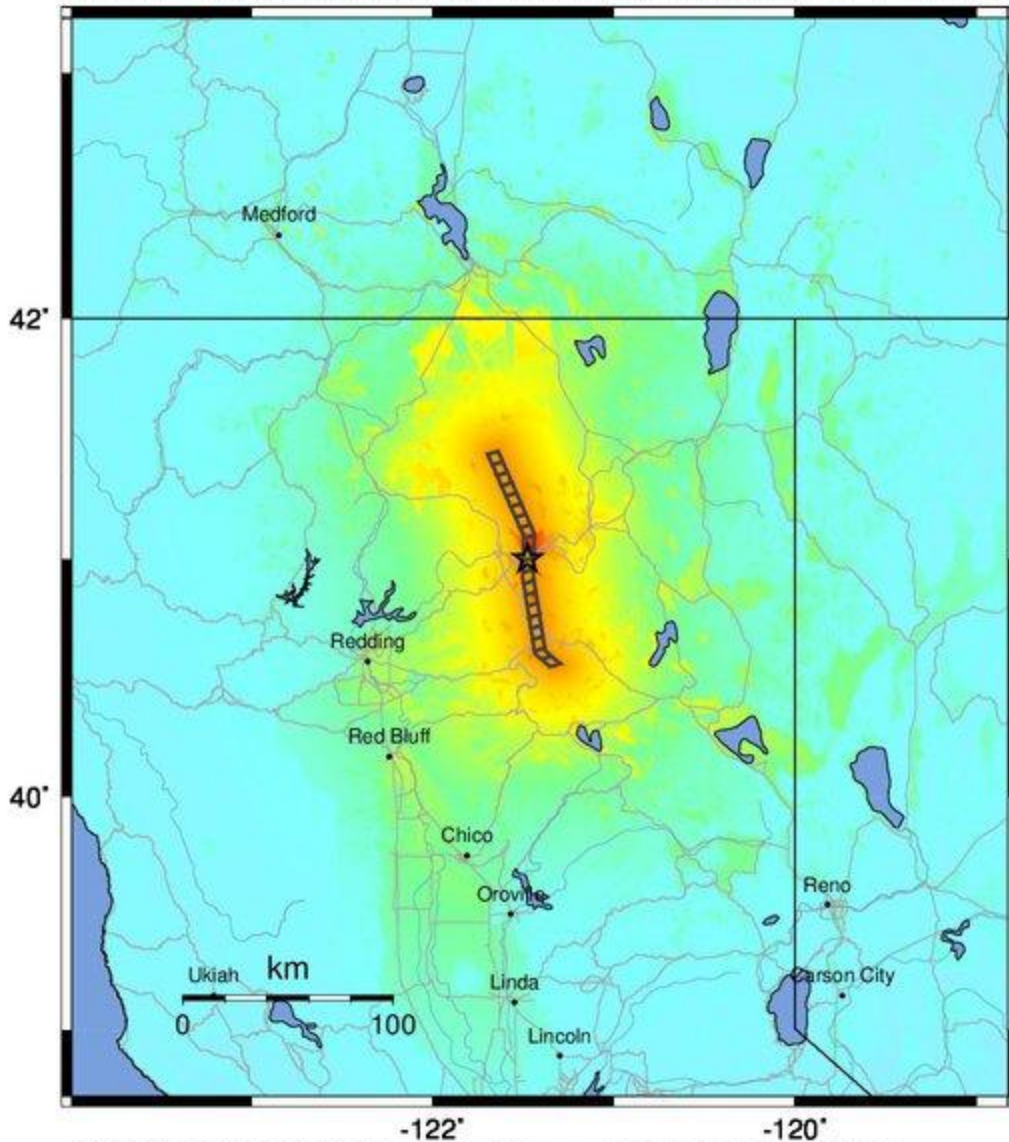 Medford
42°
Redding
Red Bluff
40°
Chico
Oroville
Reno
Ukiah
km
Linda
Carson City
0
100
Lincoln
-122°
-120°